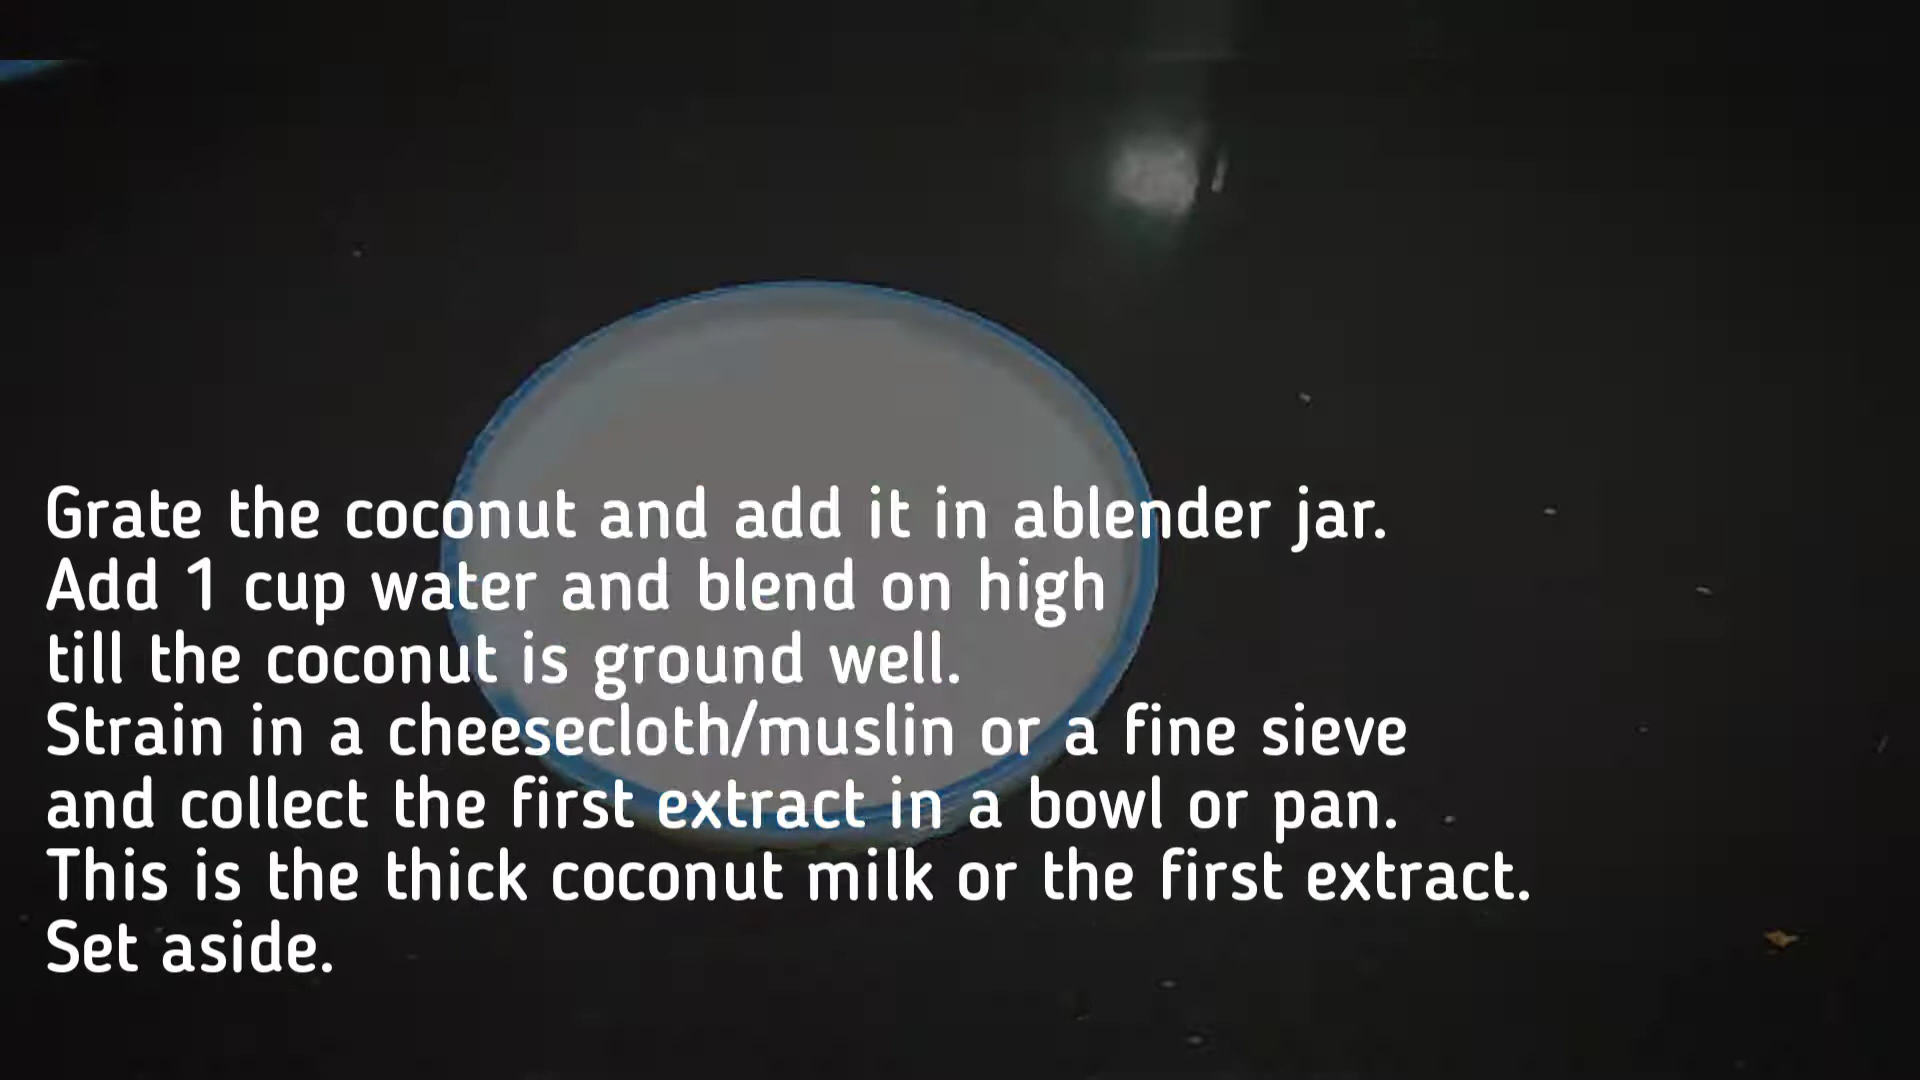 Grate the coconut and add it in ablender jar.
Add 1 cup water and blend on high
till the coconut is ground well.
Strain in a cheesecloth/muslin or a fine sieve
and collect the first extract in a bowl or pan.
This is the thick coconut milk or the first extract.
Set aside.